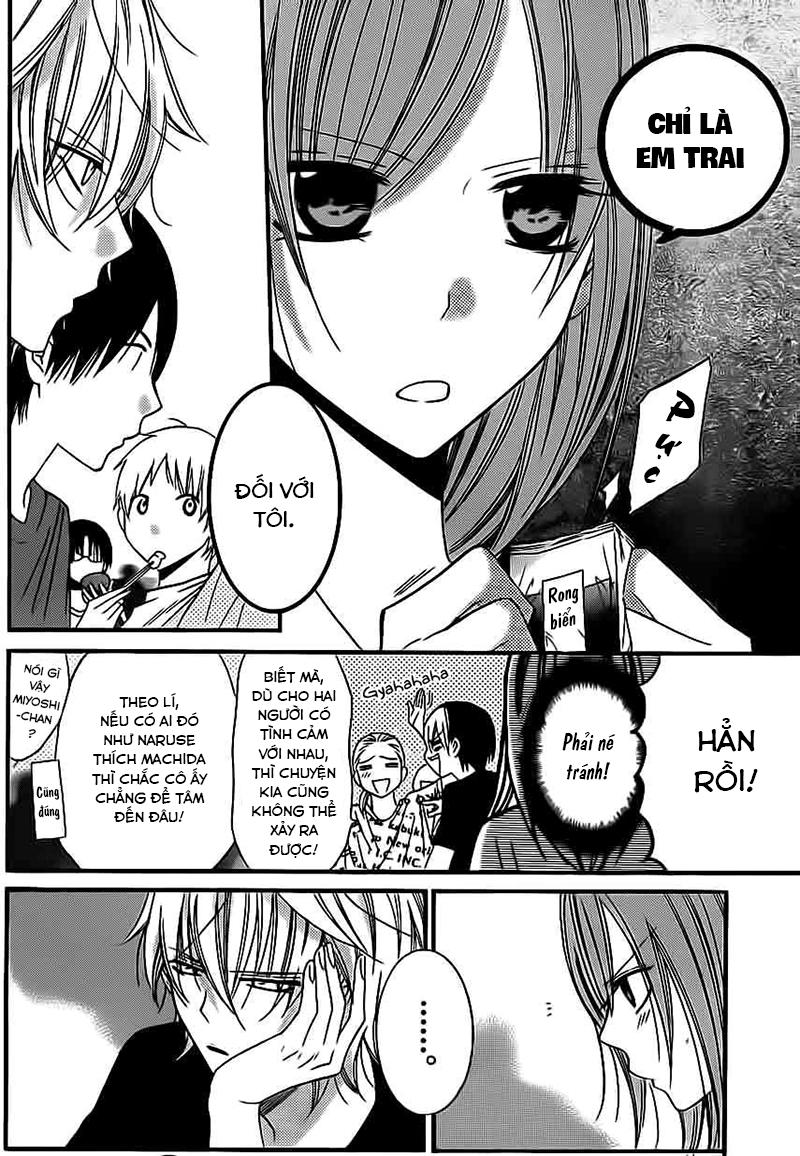 CHỈ LÀ
EM TRAI
Rong
biển
ĐỐI VỚI
TÔI.
HẲN
RỒI!
Phải né
tránh!
Gyahahaha
BIẾT MÀ,
DÙ CHO HAI
NGƯỜI CÓ
TÌNH CẢM
VỚI NHAU,
THÌ CHUYỆN
KIA CŨNG
KHÔNG THỂ
XẢY RA
ĐƯỢC!
THEO LÍ,
NẾU CÓ AI ĐÓ
NHƯ NARUSE
THÍCH MACHIDA
THÌ CHẮC CÔ ẤY
CHẲNG ĐỂ TÂM
ĐẾN ĐÂU!
NÓI GÌ
VẬY
MIYOSHI
-CHAN
?
Cũng
đúng
.......